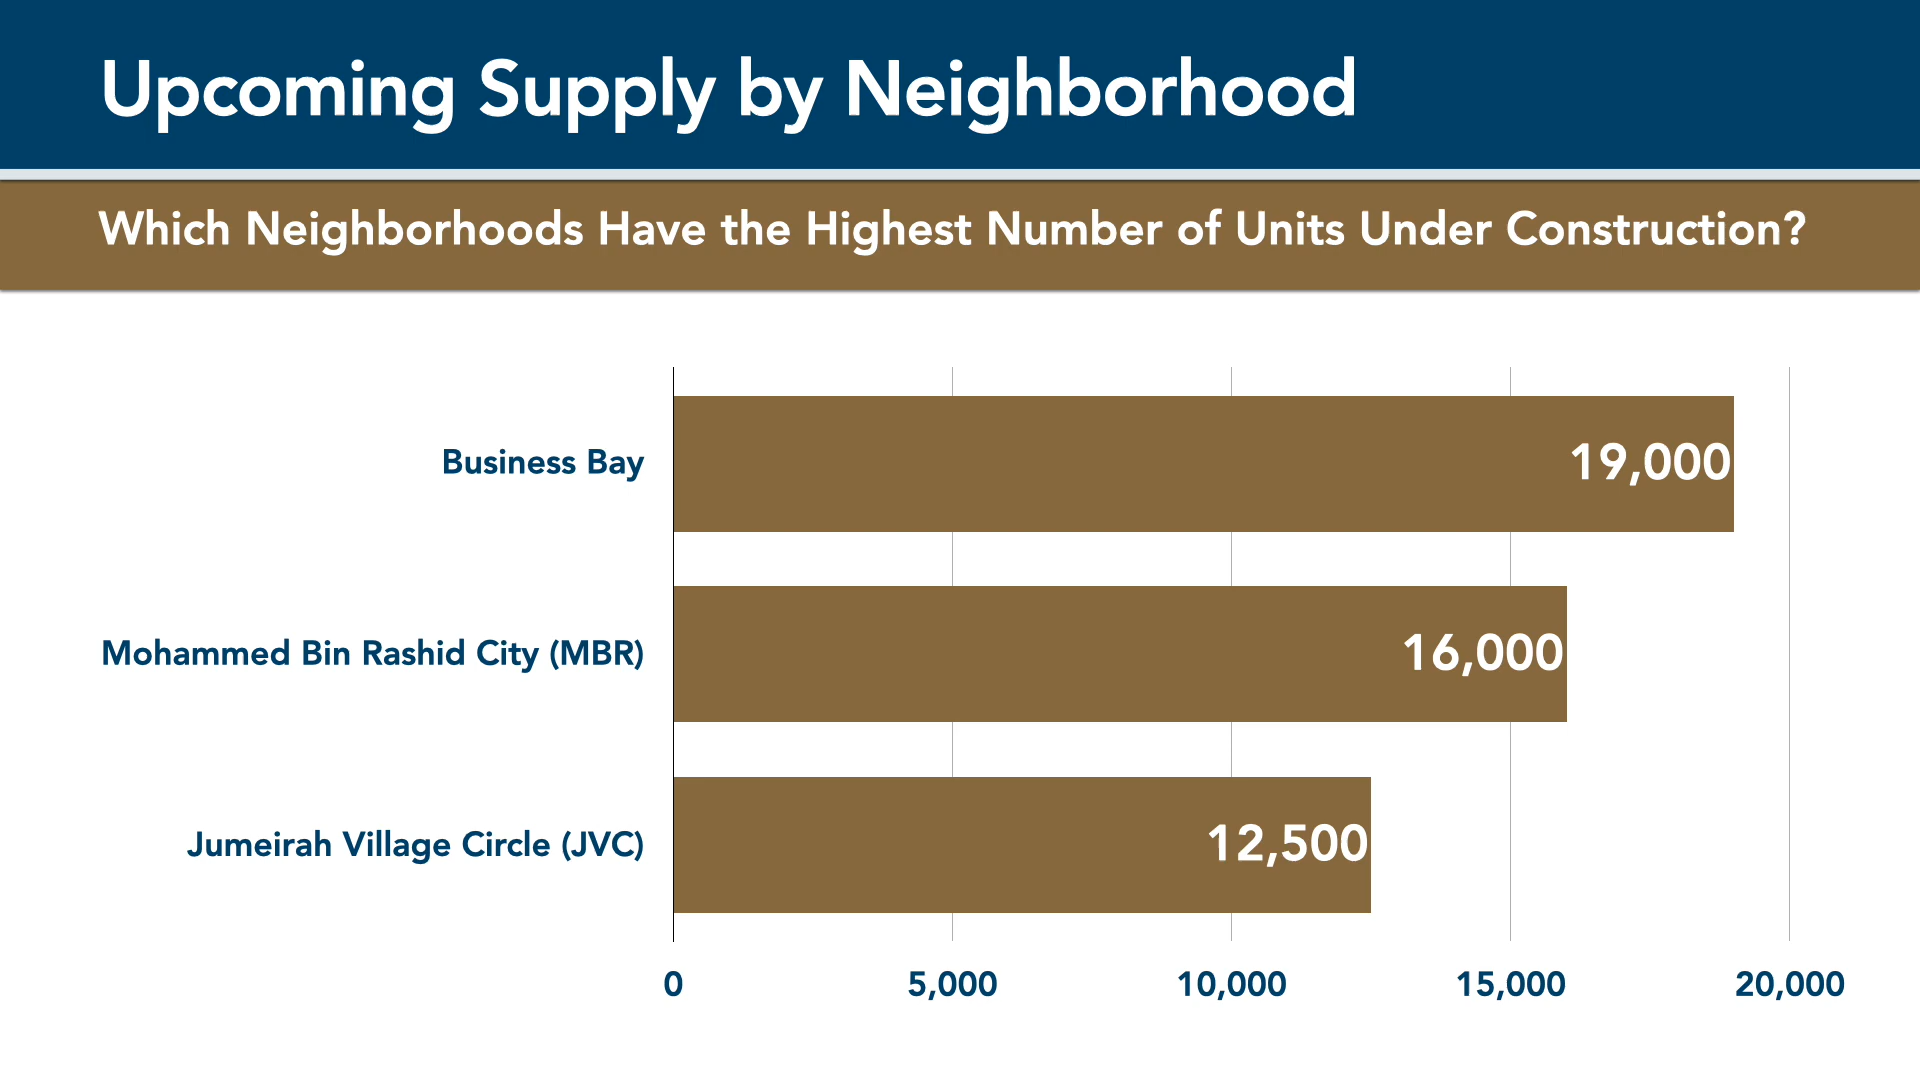 Upcoming Supply by Neighborhood
Which Neighborhoods Have the Highest Number of Units Under Construction?
Business Bay
19,000
Mohammed Bin Rashid City (MBR)
16,000
Jumeirah Village Circle (JVC)
12,500
0 5,000 10,000 15,000 20,000